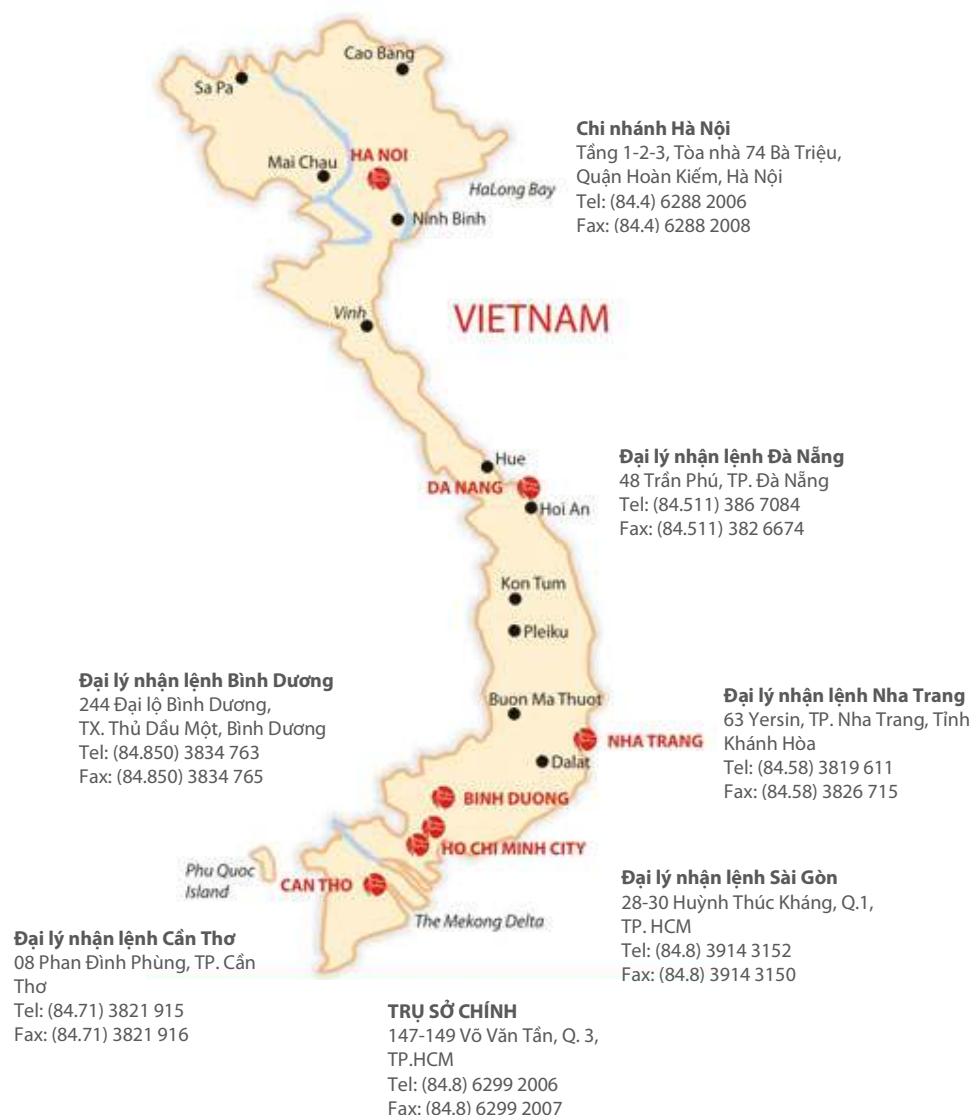 Cao Bang
Sa Pa
Chi nhánh Hà Nội
Tầng 1-2-3, Tòa nhà 74 Bà Triệu,
Quận Hoàn Kiếm, Hà Nội
Tel: (84.4) 6288 2006
Fax: (84.4) 6288 2008
HA NOI
Mai Chau
HaLong Bay
Ninh Binh
Vinh
VIETNAM
Hue
DA NANG
Hoi An
Đại lý nhận lệnh Đà Nẵng
48 Trần Phú, TP. Đà Nẵng
Tel: (84.511) 386 7084
Fax: (84.511) 382 6674
Kon Tum
Pleiku
Đại lý nhận lệnh Bình Dương
244 Đại lộ Bình Dương,
TX. Thủ Dầu Một, Bình Dương
Tel: (84.850) 3834 763
Fax: (84.850) 3834 765
Buon Ma Thuot
Đại lý nhận lệnh Nha Trang
63 Yersin, TP. Nha Trang, Tỉnh
Khánh Hòa
Tel: (84.58) 3819 611
Fax: (84.58) 3826 715
NHA TRANG
Dalat
BINH DUONG
HO CHI MINH CITY
Phu Quoc
Island
CAN THO
The Mekong Delta
Đại lý nhận lệnh Sài Gòn
28-30 Huỳnh Thúc Kháng, Q.1,
TP. HCM
Tel: (84.8) 3914 3152
Fax: (84.8) 3914 3150
Đại lý nhận lệnh Cần Thơ
08 Phan Đình Phùng, TP. Cần
Thơ
Tel: (84.71) 3821 915
Fax: (84.71) 3821 916
TRỤ SỞ CHÍNH
147-149 Võ Văn Tần, Q. 3,
TP.HCM
Tel: (84.8) 6299 2006
Fax: (84.8) 6299 2007